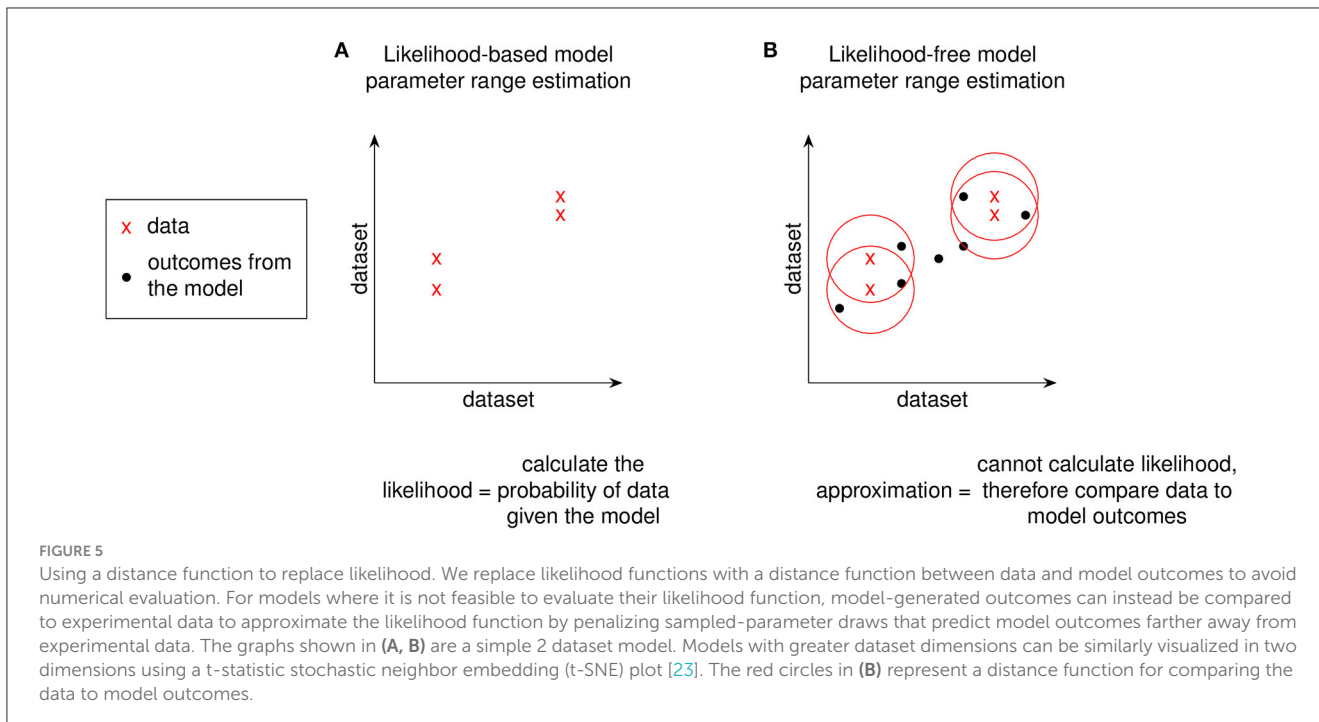 A
Likelihood-based model
parameter range estimation
B
Likelihood-free model
parameter range estimation
x data
outcomes from
the model
dataset
x
x
x
x
dataset
dataset
x
x
x
x
dataset
calculate the
likelihood = probability of data
given the model
cannot calculate likelihood,
approximation = therefore compare data to
model outcomes
FIGURE 5
Using a distance function to replace likelihood. We replace likelihood functions with a distance function between data and model outcomes to avoid
numerical evaluation. For models where it is not feasible to evaluate their likelihood function, model-generated outcomes can instead be compared
to experimental data to approximate the likelihood function by penalizing sampled-parameter draws that predict model outcomes farther away from
experimental data. The graphs shown in (A, B) are a simple 2 dataset model. Models with greater dataset dimensions can be similarly visualized in two
dimensions using a t-statistic stochastic neighbor embedding (t-SNE) plot [23]. The red circles in (B) represent a distance function for comparing the
data to model outcomes.